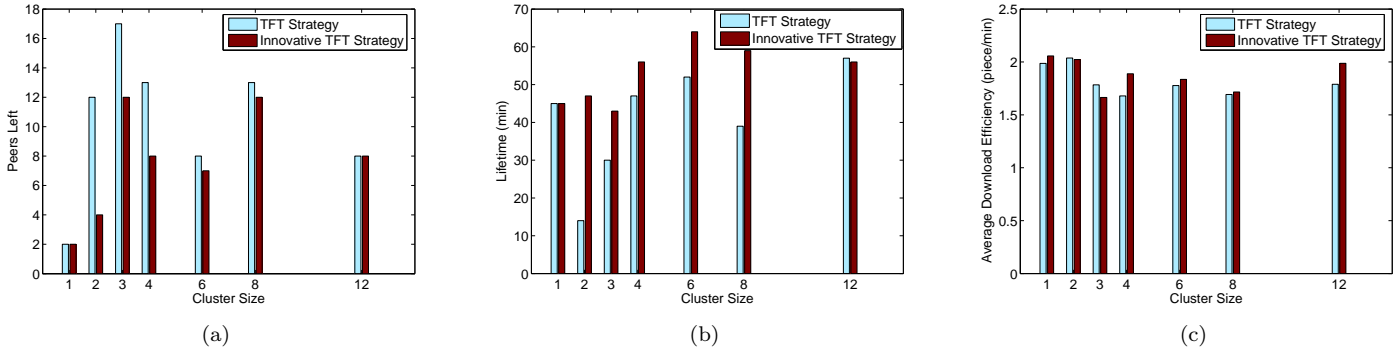 18
16
14
12
10
8
6
4
2
0
Peers Left
TFT Strategy
Innovative TFT Strategy
1 2 3 4 6 8 12
Cluster Size
(a)
70
60
50
40
30
20
10
0
Lifetime (min)
TFT Strategy
Innovative TFT Strategy
1 2 3 4 6 8 12
Cluster Size
(b)
2.5
2
1.5
1
0.5
0
Average Download Efficiency (piece/min)
TFT Strategy
Innovative TFT Strategy
1 2 3 4 6 8 12
Cluster Size
(c)